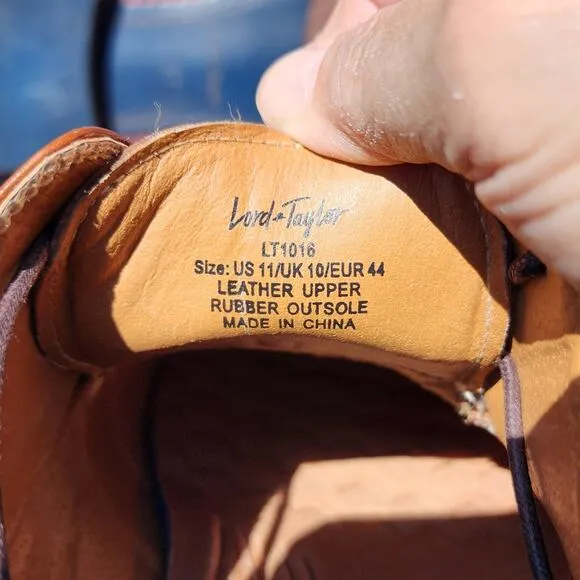 Lord & Taylor
LT1016
Size: US 11/UK 10/EUR 44
LEATHER UPPER
RUBBER OUTSOLE
MADE IN CHINA